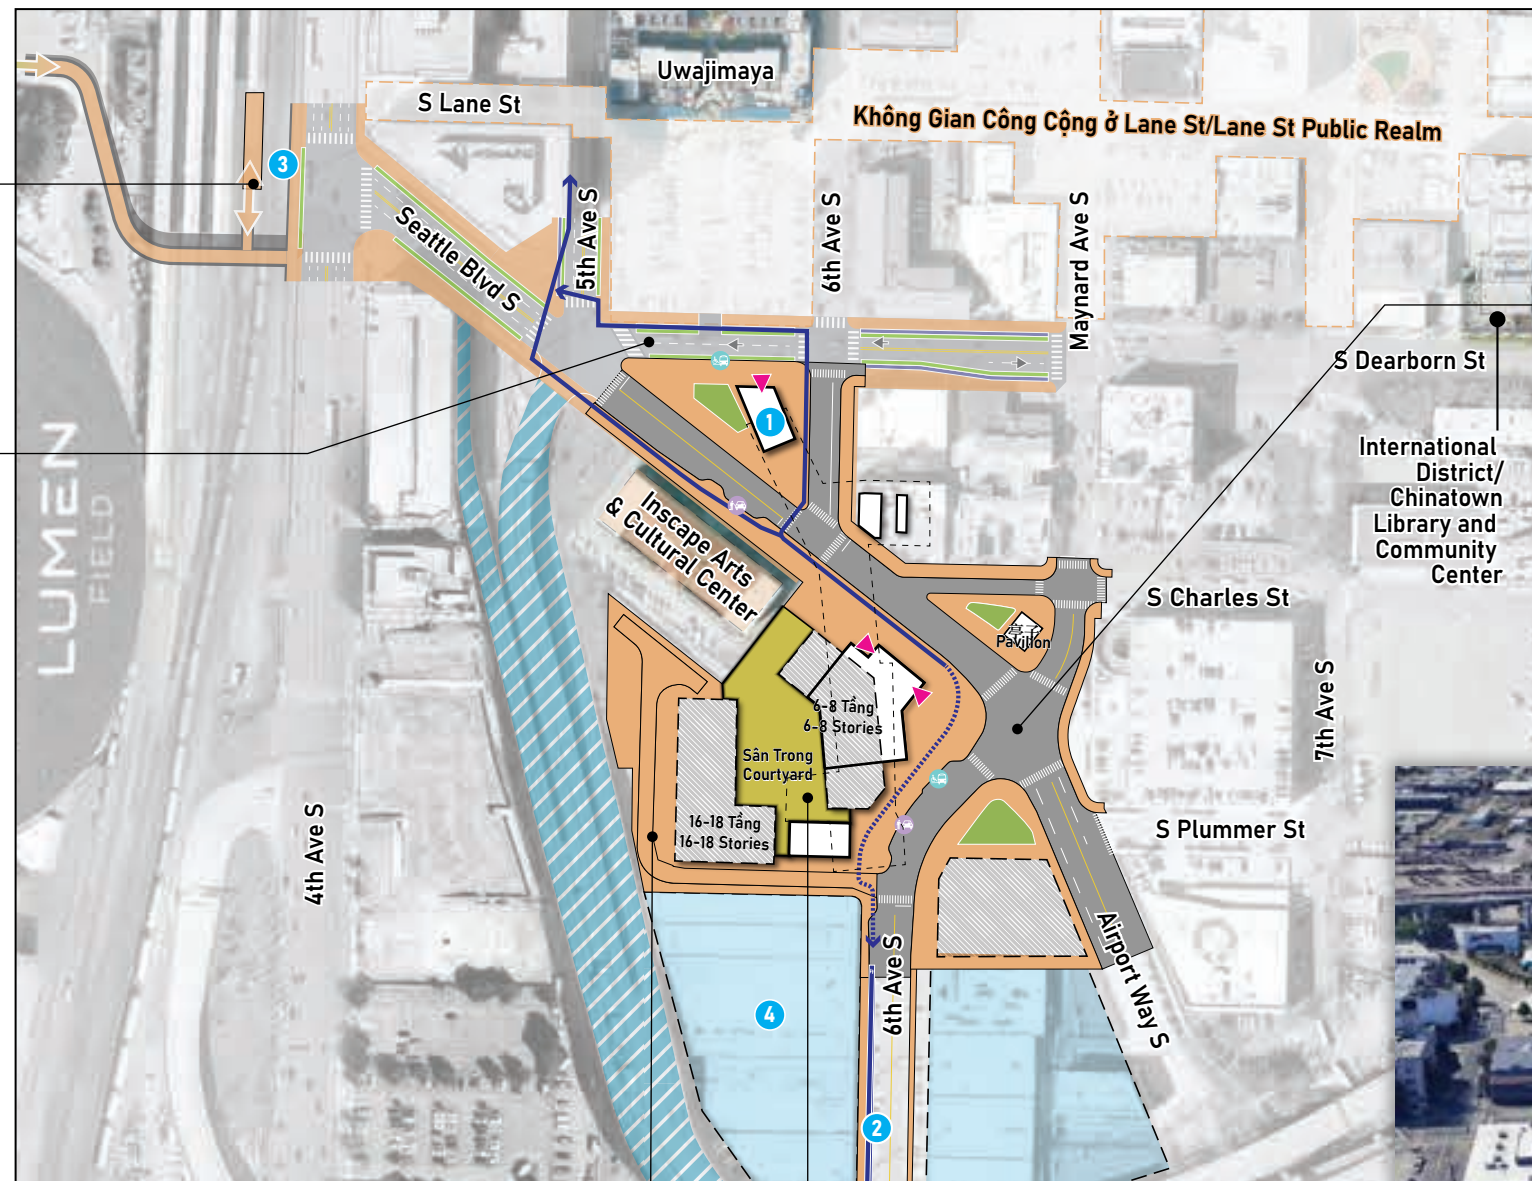 Uwajimaya
S Lane St
Không Gian Công Cộng ở Lane St/Lane St Public Realm
3
Seattle Blvd S
5th Ave S
6th Ave S
Maynard Ave S
S Dearborn St
1
International
District/
Chinatown
Library and
Community
Center
LUMEN
FIELD
Inscape Arts
& Cultural Center
S Charles St
亭子
Pavilion
7th Ave S
6-8 Tầng
6-8 Stories
Sân Trong
Courtyard
16-18 Tầng
16-18 Stories
4th Ave S
S Plummer St
Airport Way S
6th Ave S
4
2